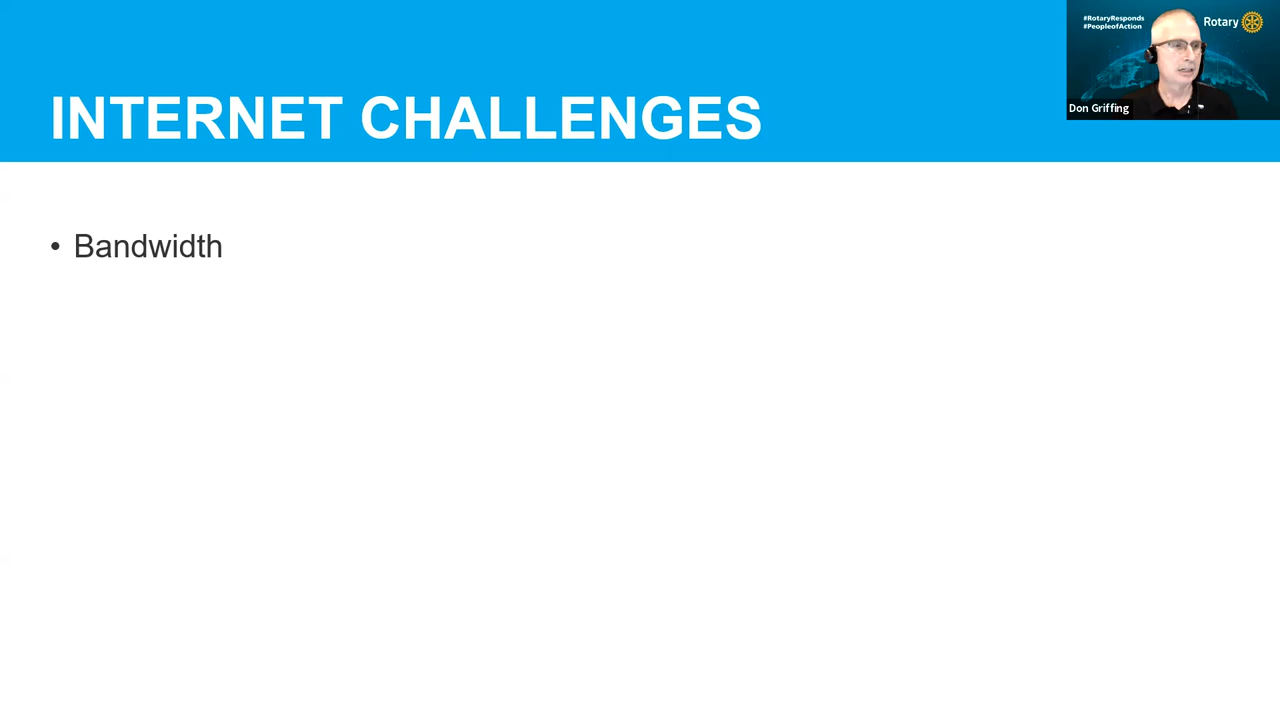 INTERNET CHALLENGES
• Bandwidth
#RotaryResponds
#PeopleofAction
Rotary
Don Griffing